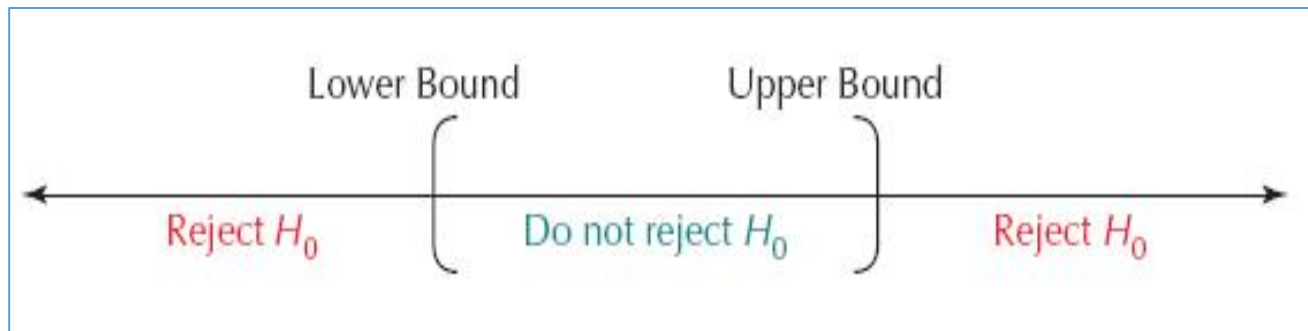 Lower Bound Upper Bound
Reject H₀ Do not reject H₀ Reject H₀